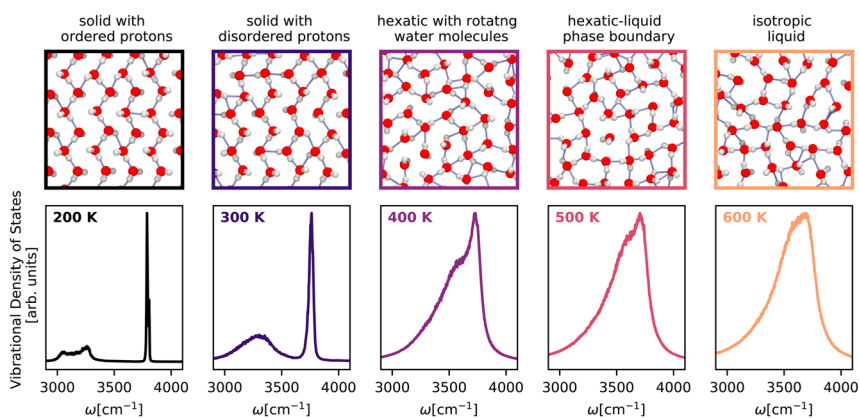 solid with
ordered protons
solid with
disordered protons
hexatic with rotatng
water molecules
hexatic-liquid
phase boundary
isotropic
liquid
Vibrational Density of States
[arb. units]
200 K
300 K
400 K
500 K
600 K
3000 3500 4000
3000 3500 4000
3000 3500 4000
3000 3500 4000
3000 3500 4000
ω[cm⁻¹]
ω[cm⁻¹]
ω[cm⁻¹]
ω[cm⁻¹]
ω[cm⁻¹]